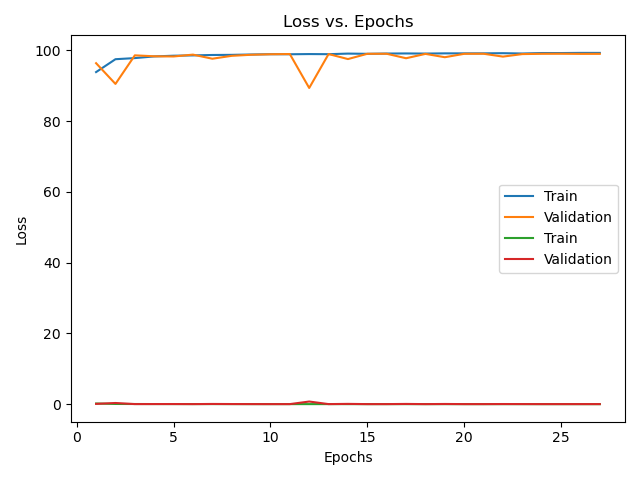 Loss vs. Epochs
100
80
60
40
20
0
Loss
Train
Validation
Train
Validation
0 5 10 15 20 25
Epochs